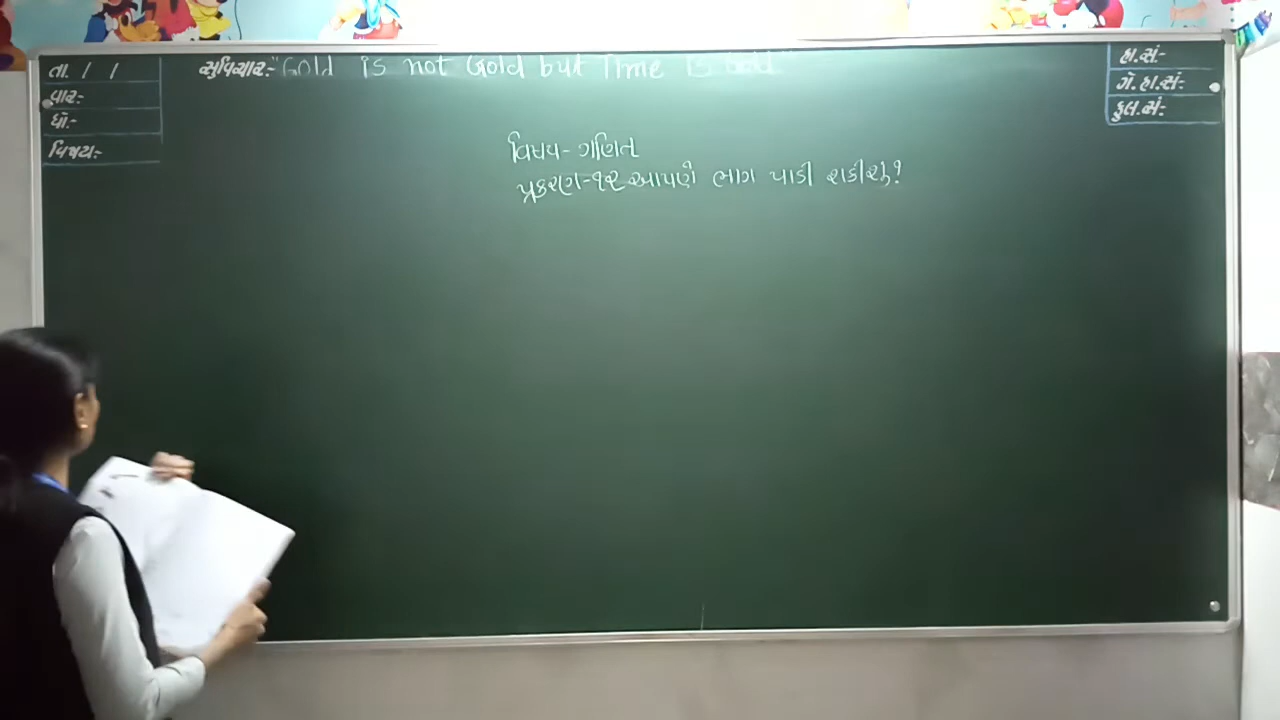 તા. / /
વાર:-
ધો.-
વિષય:-
સુવિચાર:- "Gold is not Gold but Time is Gold
હા.સં-
ગે.હા.સં:-
કુલ.સં:-
વિષય- ગણિત
પ્રકરણ-૧૨ આપણે ભાગ પાડી શકીશું?